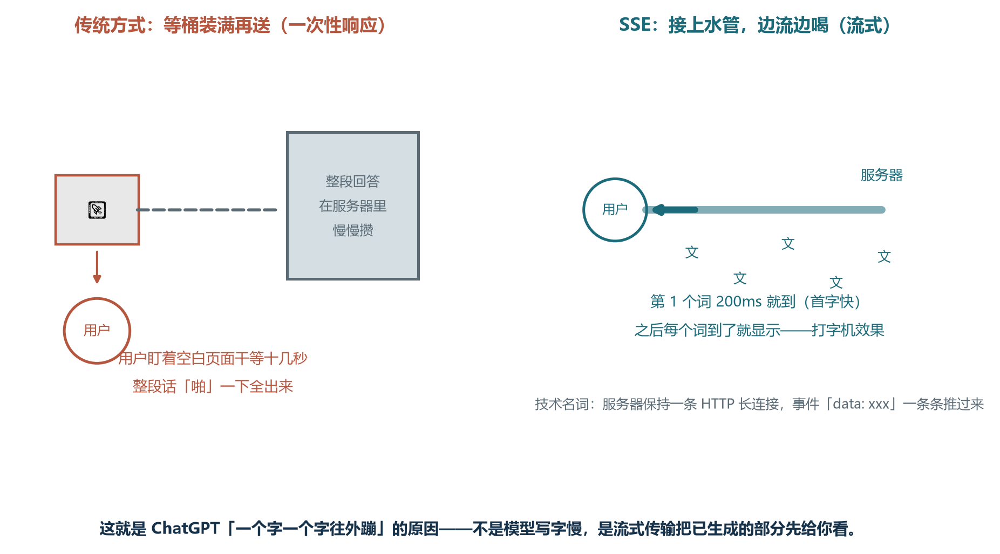 传统方式：等桶装满再送（一次性响应）
整段回答
在服务器里
慢慢攒
用户
用户盯着空白页面干等十几秒
整段话「啪」一下全出来
SSE：接上水管，边流边喝（流式）
服务器
用户
文
文
文
文
文
第 1 个词 200ms 就到（首字快）
之后每个词到了就显示——打字机效果
技术名词：服务器保持一条 HTTP 长连接，事件「data: xxx」一条条推过来
这就是 ChatGPT「一个字一个字往外蹦」的原因——不是模型写字慢，是流式传输把已生成的部分先给你看。